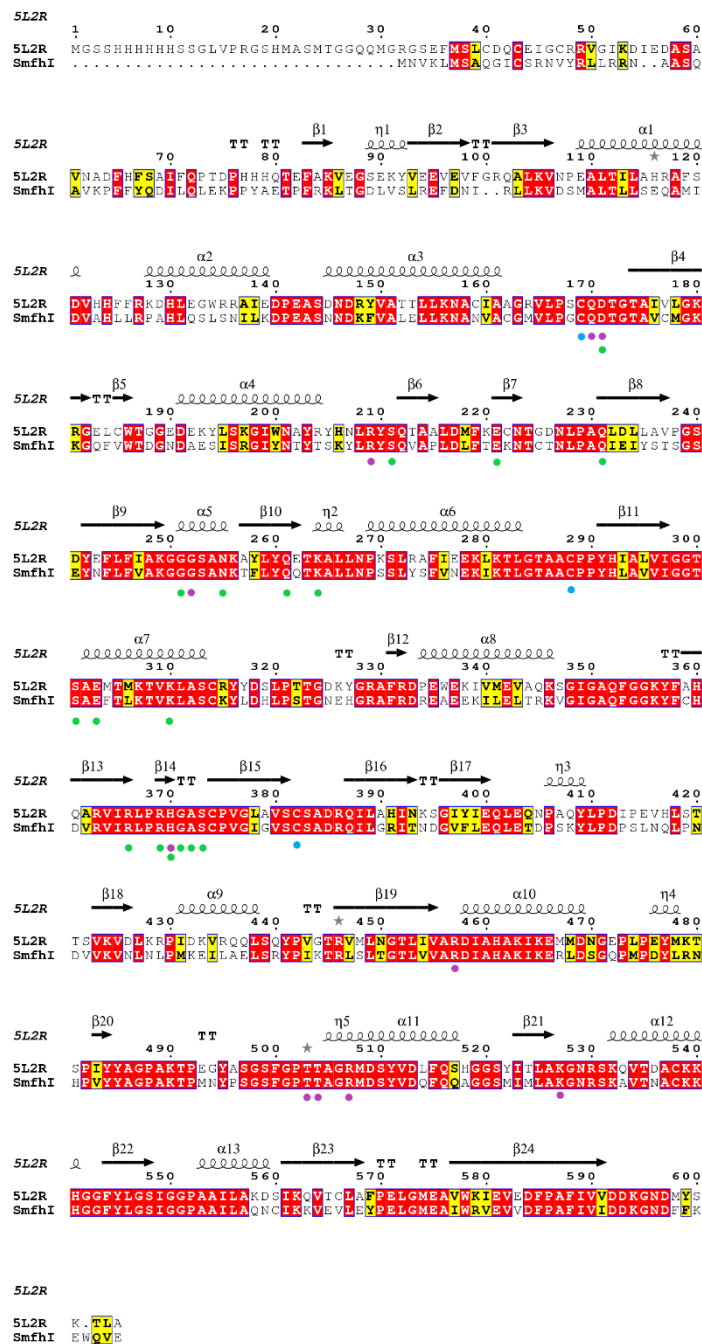 5L2R
1 10 20 30 40 50 60
5L2R MGSSHHHHHHSSGLVPRGSHMASMTGGQQMGRGSEFMSLCDQCEIGCRRVGIKDIEDASA
SmfhI ...............................MNVKLMSAQGICSRNVYRLLRRN..AASQ
5L2R TT TT β1 η1 β2 TT β3 α1
70 80 90 100 110 120
5L2R VNADFHFSAIFQPTDPHHHQTEFAKVEGSEKYVEEVEVFGRQALKVNPEALTILAHRAFS
SmfhI AVKPFFYQDILQLEKPPYAETPFRKLTGDLVSLREFDNI..RLLKVDSMALTLLSEQAMI
5L2R α2 α3 β4
130 140 150 160 170 180
5L2R DVHHFFRKDHLEGWRRAIEDPEASDNDRYVATTLLKNACIAAGRVLPSCQDTGTAIVLGK
SmfhI DVAHLLRPAHLQSLSNILKDPEASNNDKFVALELLKNANVACGMVLPGCQDTGTAVCMGK
5L2R TT β5 α4 β6 β7 β8
190 200 210 220 230 240
5L2R RGELCWTGGEDEKYLSKGIWNAYRYHNLRYSQTAALDMFKECNTGDNLPAQLDLLAVPGS
SmfhI KGQFVWTDGNDAESISRGIYNTYTSKYLRYSQVAPLDLFTEKNTCTNLPAQIEIYSTSGS
5L2R β9 α5 β10 η2 α6 β11
250 260 270 280 290 300
5L2R DYEFLFIAKGGGSANKAYLYQETKALLNPKSLRAFIEEKLKTLGTAACPPYHIALVIGGT
SmfhI EYNFLFVAKGGGSANKTFLYQQTKALLNPSSLYSFVNEKIKTLGTAACPPYHLAVVIGGT
5L2R α7 TT β12 α8 TT
310 320 330 340 350 360
5L2R SAEMTMKTVKLASCRYYDSLPTTGDKYGRAFRDPEWEKIVMEVAQKSGIGAQFGGKYFAH
SmfhI SAEFTLKTVKLASCKYLDHLPSTGNEHGRAFRDREAEEKILELTRKVGIGAQFGGKYFCH
5L2R β13 β14 TT β15 β16 TT β17 η3
370 380 390 400 410 420
5L2R QARVIRLPRHGASCPVGLAVSCSADRQILAHINKSGIYIEQLEQNPAQYLPDIPEVHLST
SmfhI DVRVIRLPRHGASCPVGIGVSCSADRQILGRITNDGVFLEQLETDPSKYLPDPSLNQLPN
5L2R β18 α9 TT β19 α10 η4
430 440 450 460 470 480
5L2R TSVKVDLKRPIDKVRQQLSQYPVGTRVMLNGTLIVARDIAHAKIKEMMDNGEPLPEYMKT
SmfhI DVVKVNLNLPMKEILAELSRYPIKTRLSLTGTLVVARDIAHAKIKERLDSGQPMPDYLRN
5L2R β20 TT η5 α11 β21 α12
490 500 510 520 530 540
5L2R SPIYYAGPAKTPEGYASGSFGPTTAGRMDSYVDLFQSHGGSYITLAKGNRSKQVTDACKK
SmfhI HPVYYAGPAKTPMNYPSGSFGPTTAGRMDSYVDQFQQAGGSMIMLAKGNRSKAVTNACKK
5L2R β22 α13 β23 TT TT β24
550 560 570 580 590 600
5L2R HGGFYLGSIGGPAAILAKDSIKQVTCLAFPELGMEAVWKIEVEDFPAFIVVDDKGNDMYS
SmfhI HGGFYLGSIGGPAAILAQNCIKKVEVLEYPELGMEAIWRVEVVDFPAFIVIDDKGNDFFK
5L2R
5L2R K.TLA
SmfhI EWQVE